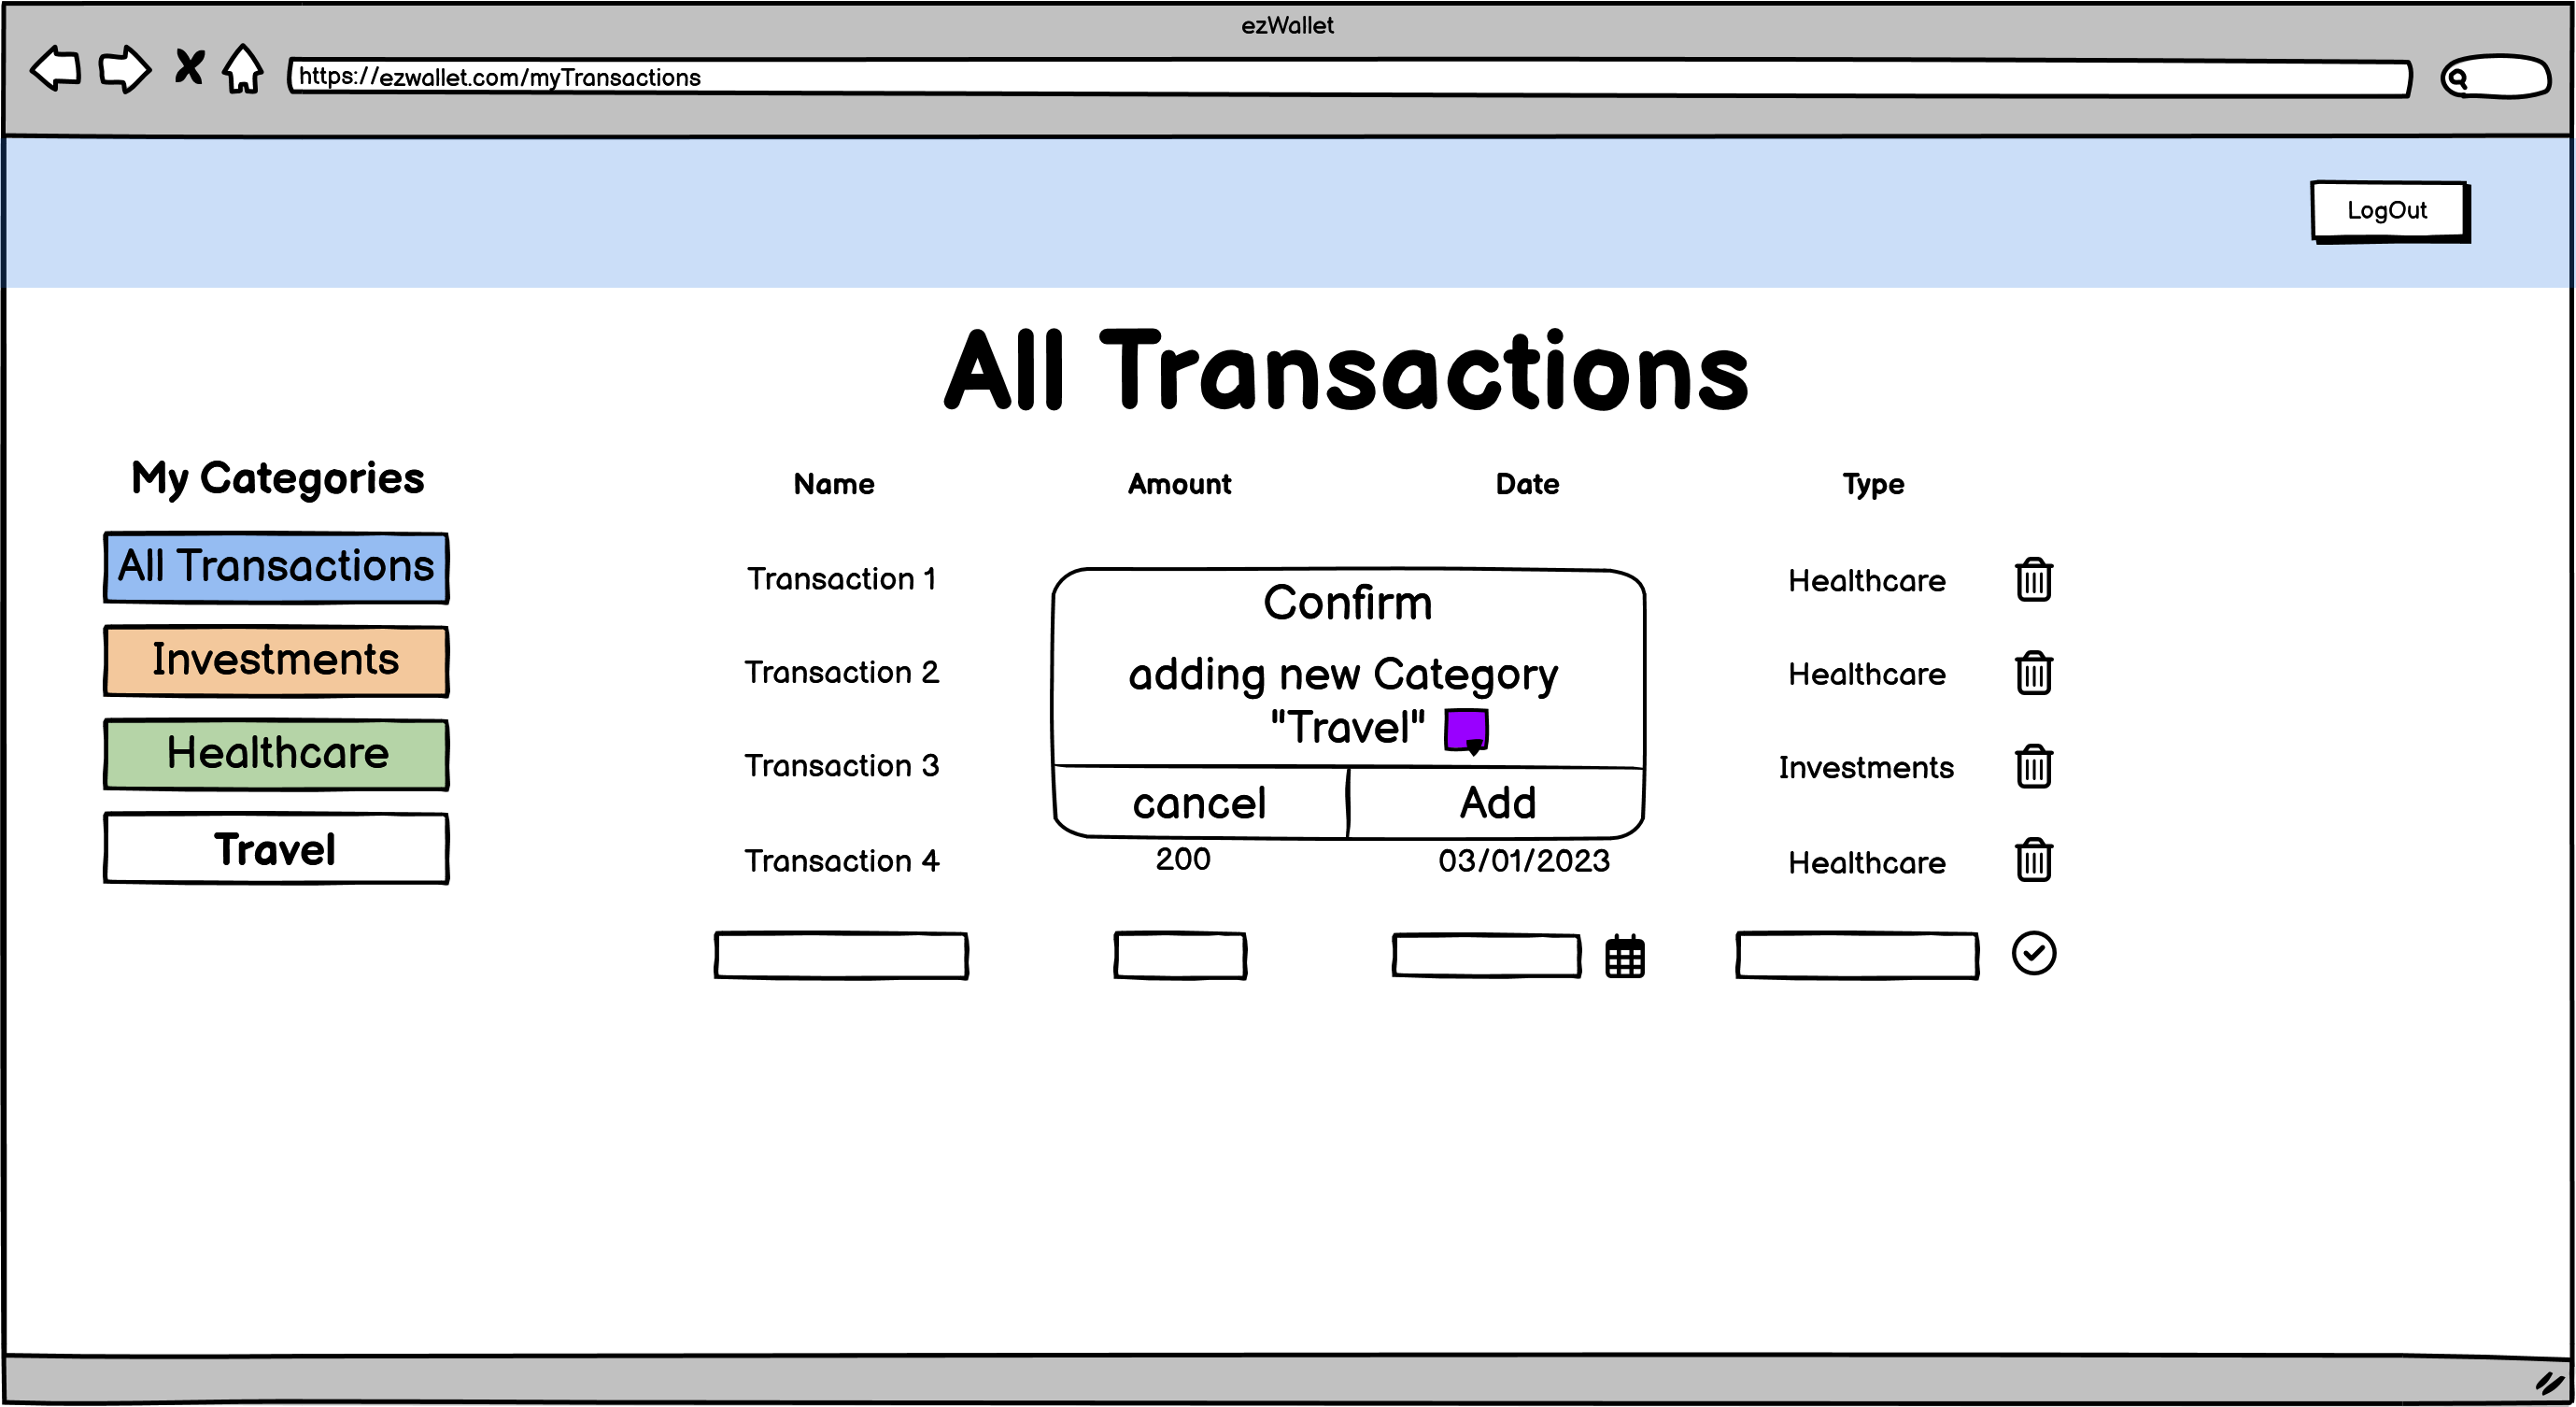 ezWallet
https://ezwallet.com/myTransactions
LogOut
All Transactions
My Categories
All Transactions
Investments
Healthcare
Travel
Name Amount Date Type
Transaction 1 Healthcare
Transaction 2 Healthcare
Transaction 3 Investments
Transaction 4 200 03/01/2023 Healthcare
Confirm
adding new Category
"Travel"
cancel Add